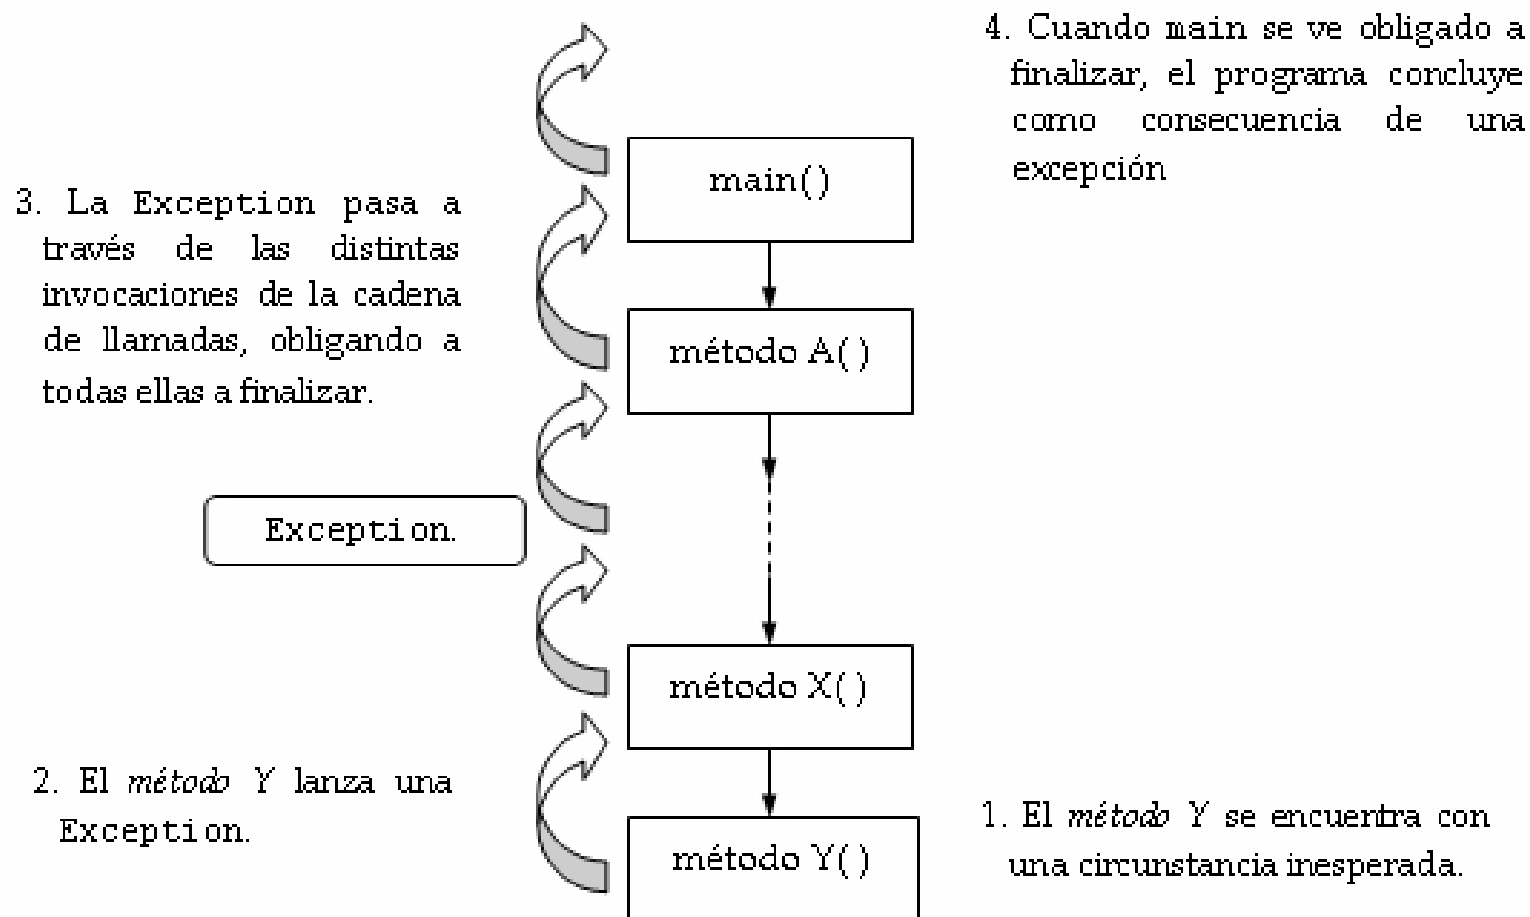 4. Cuando main se ve obligado a
finalizar, el programa concluye
como consecuencia de una
excepción
main()
3. La Exception pasa a
través de las distintas
invocaciones de la cadena
de llamadas, obligando a
todas ellas a finalizar.
método A( )
Exception.
método X( )
2. El método Y lanza una
Exception.
1. El método Y se encuentra con
una circunstancia inesperada.
método Y( )